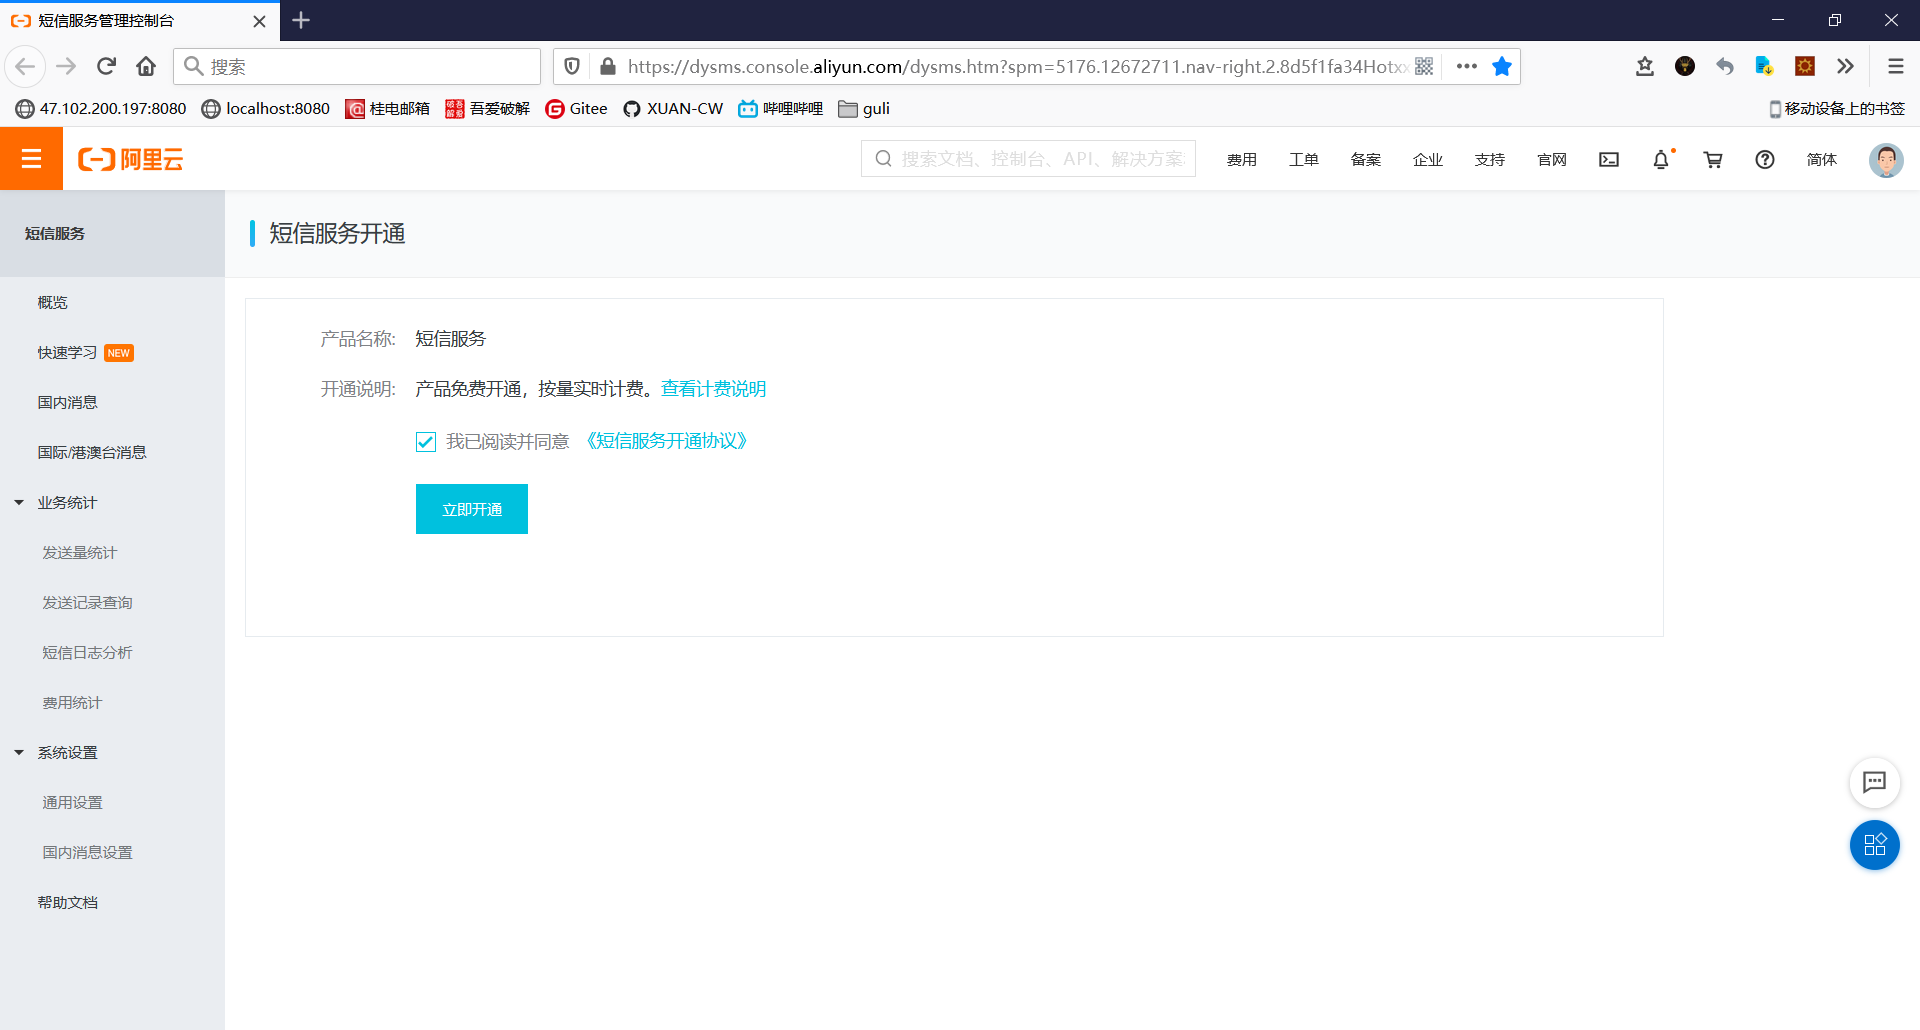 短信服务管理控制台
搜索
https://dysms.console.aliyun.com/dysms.htm?spm=5176.12672711.nav-right.2.8d5f1fa34Hotxx
47.102.200.197:8080 localhost:8080 桂电邮箱 吾爱破解 Gitee XUAN-CW 哔哩哔哩 guli 移动设备上的书签
阿里云 搜索文档、控制台、API、解决方案 费用 工单 备案 企业 支持 官网 简体
短信服务
短信服务开通
概览
快速学习 NEW
国内消息
国际/港澳台消息
业务统计
发送量统计
发送记录查询
短信日志分析
费用统计
系统设置
通用设置
国内消息设置
帮助文档
产品名称: 短信服务
开通说明: 产品免费开通，按量实时计费。查看计费说明
我已阅读并同意 《短信服务开通协议》
立即开通